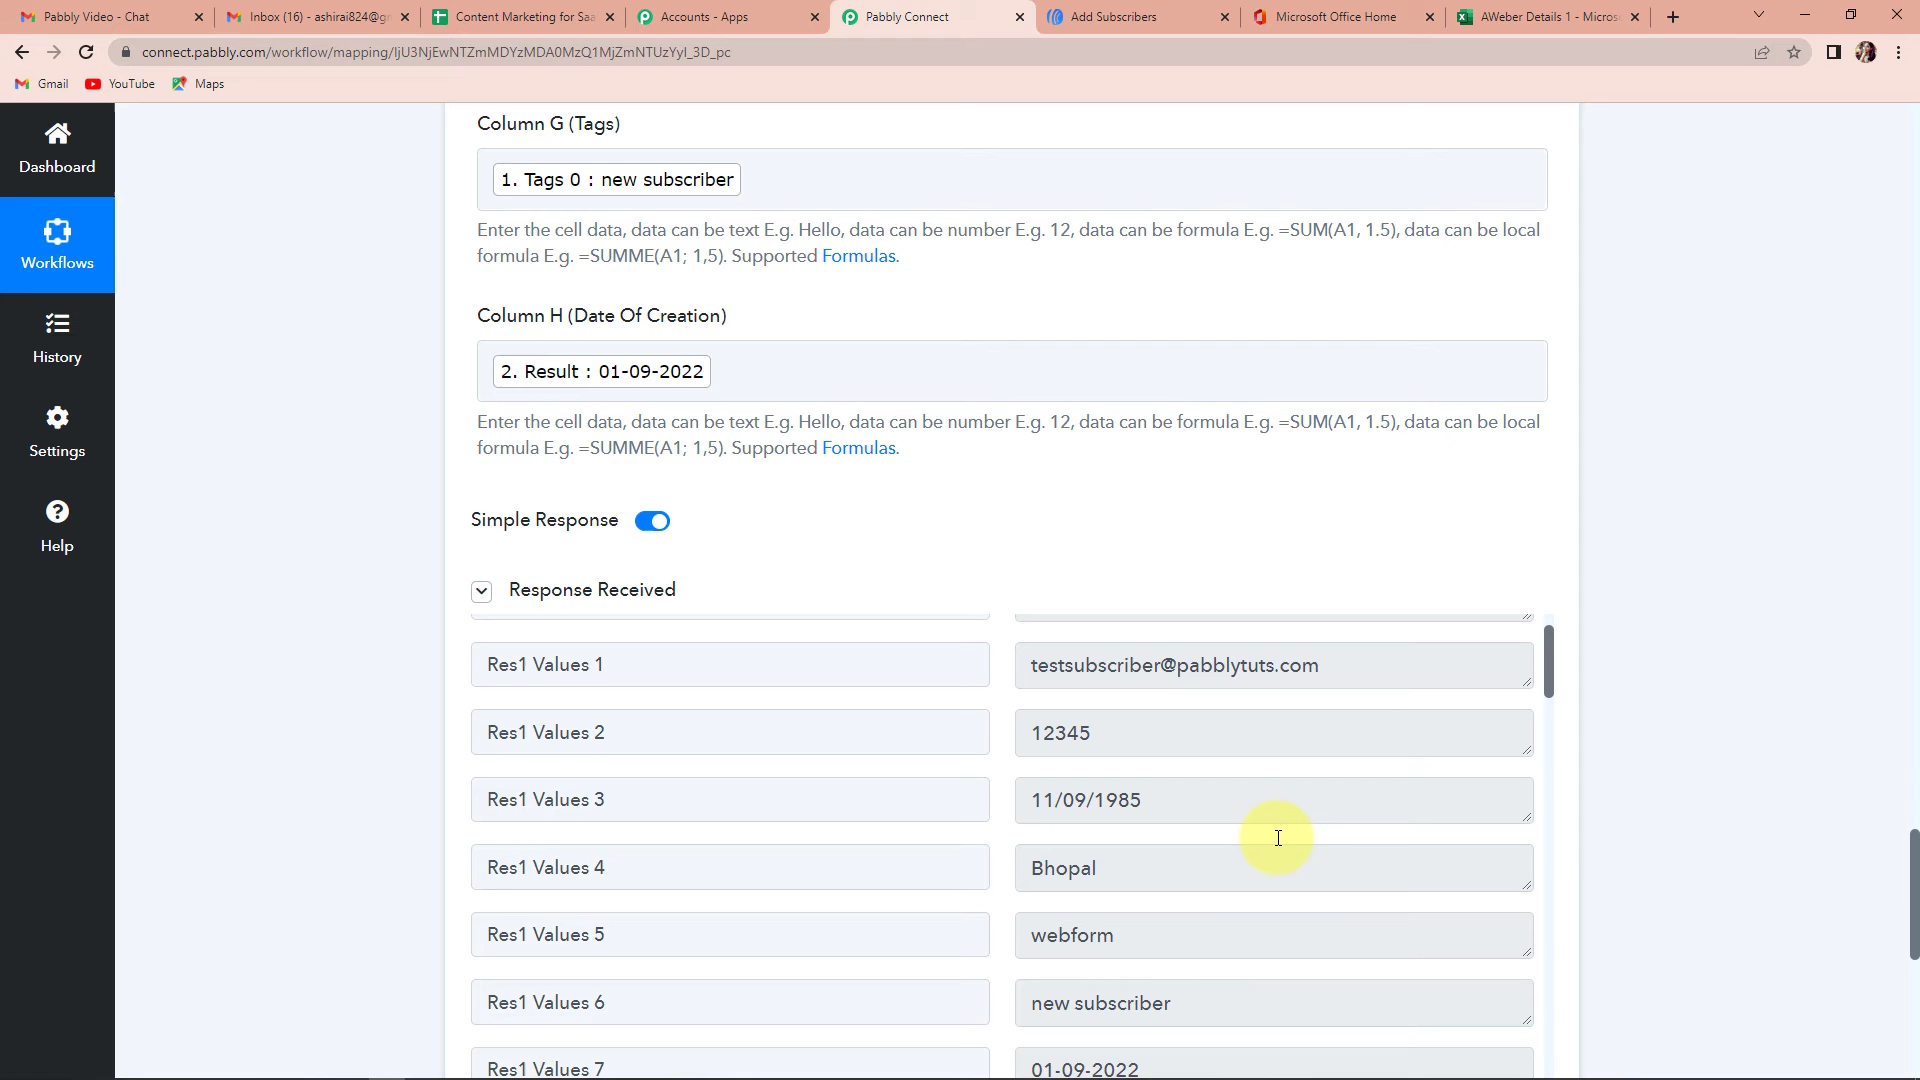 Pabbly Video - Chat
Inbox (16) - ashirai824@g
Content Marketing for Saa
Accounts - Apps
Pabbly Connect
Add Subscribers
Microsoft Office Home
AWeber Details 1 - Micros
connect.pabbly.com/workflow/mapping/IjU3NjEwNTZmMDYzMDA0MzQ1MjZmNTUzYyI_3D_pc
Gmail
YouTube
Maps
Dashboard
Workflows
History
Settings
Help
Column G (Tags)
1. Tags 0 : new subscriber
Enter the cell data, data can be text E.g. Hello, data can be number E.g. 12, data can be formula E.g. =SUM(A1, 1.5), data can be local
formula E.g. =SUMME(A1; 1,5). Supported Formulas.
Column H (Date Of Creation)
2. Result : 01-09-2022
Enter the cell data, data can be text E.g. Hello, data can be number E.g. 12, data can be formula E.g. =SUM(A1, 1.5), data can be local
formula E.g. =SUMME(A1; 1,5). Supported Formulas.
Simple Response
Response Received
Res1 Values 1
testsubscriber@pabblytuts.com
Res1 Values 2
12345
Res1 Values 3
11/09/1985
Res1 Values 4
Bhopal
Res1 Values 5
webform
Res1 Values 6
new subscriber
Res1 Values 7
01-09-2022